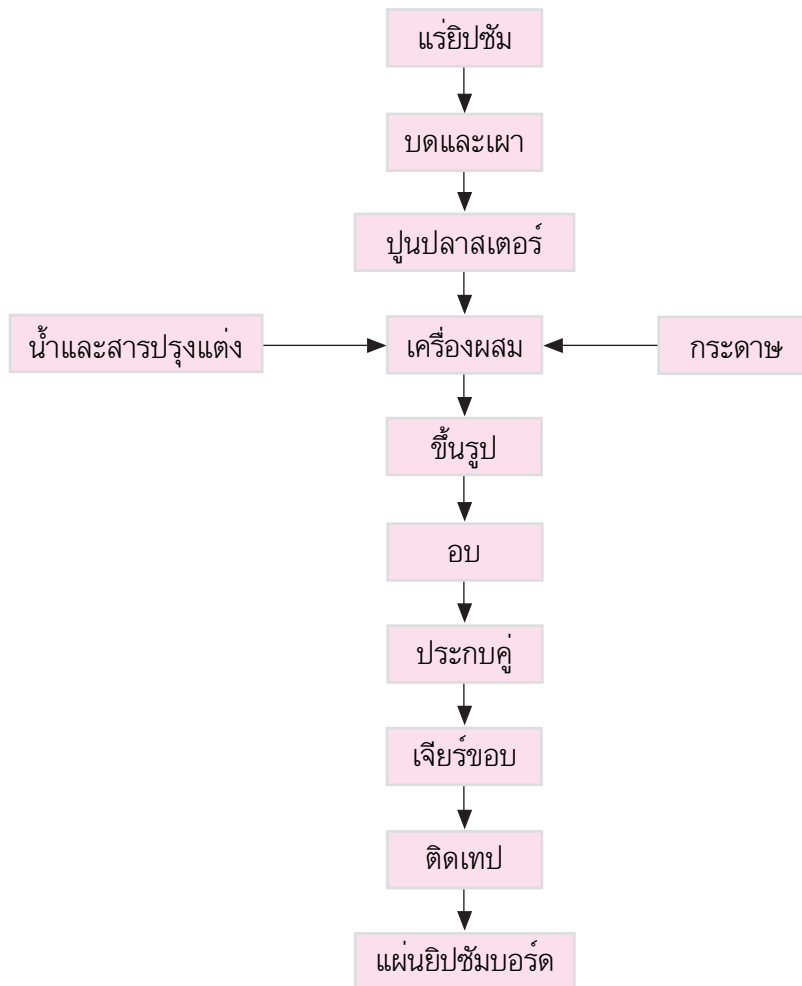 แร่ยิปซัม
บดและเผา
ปูนปลาสเตอร์
น้ำและสารปรุงแต่ง
เครื่องผสม
กระดาษ
ขึ้นรูป
อบ
ประกบคู่
เจียร์ขอบ
ติดเทป
แผ่นยิปซัมบอร์ด